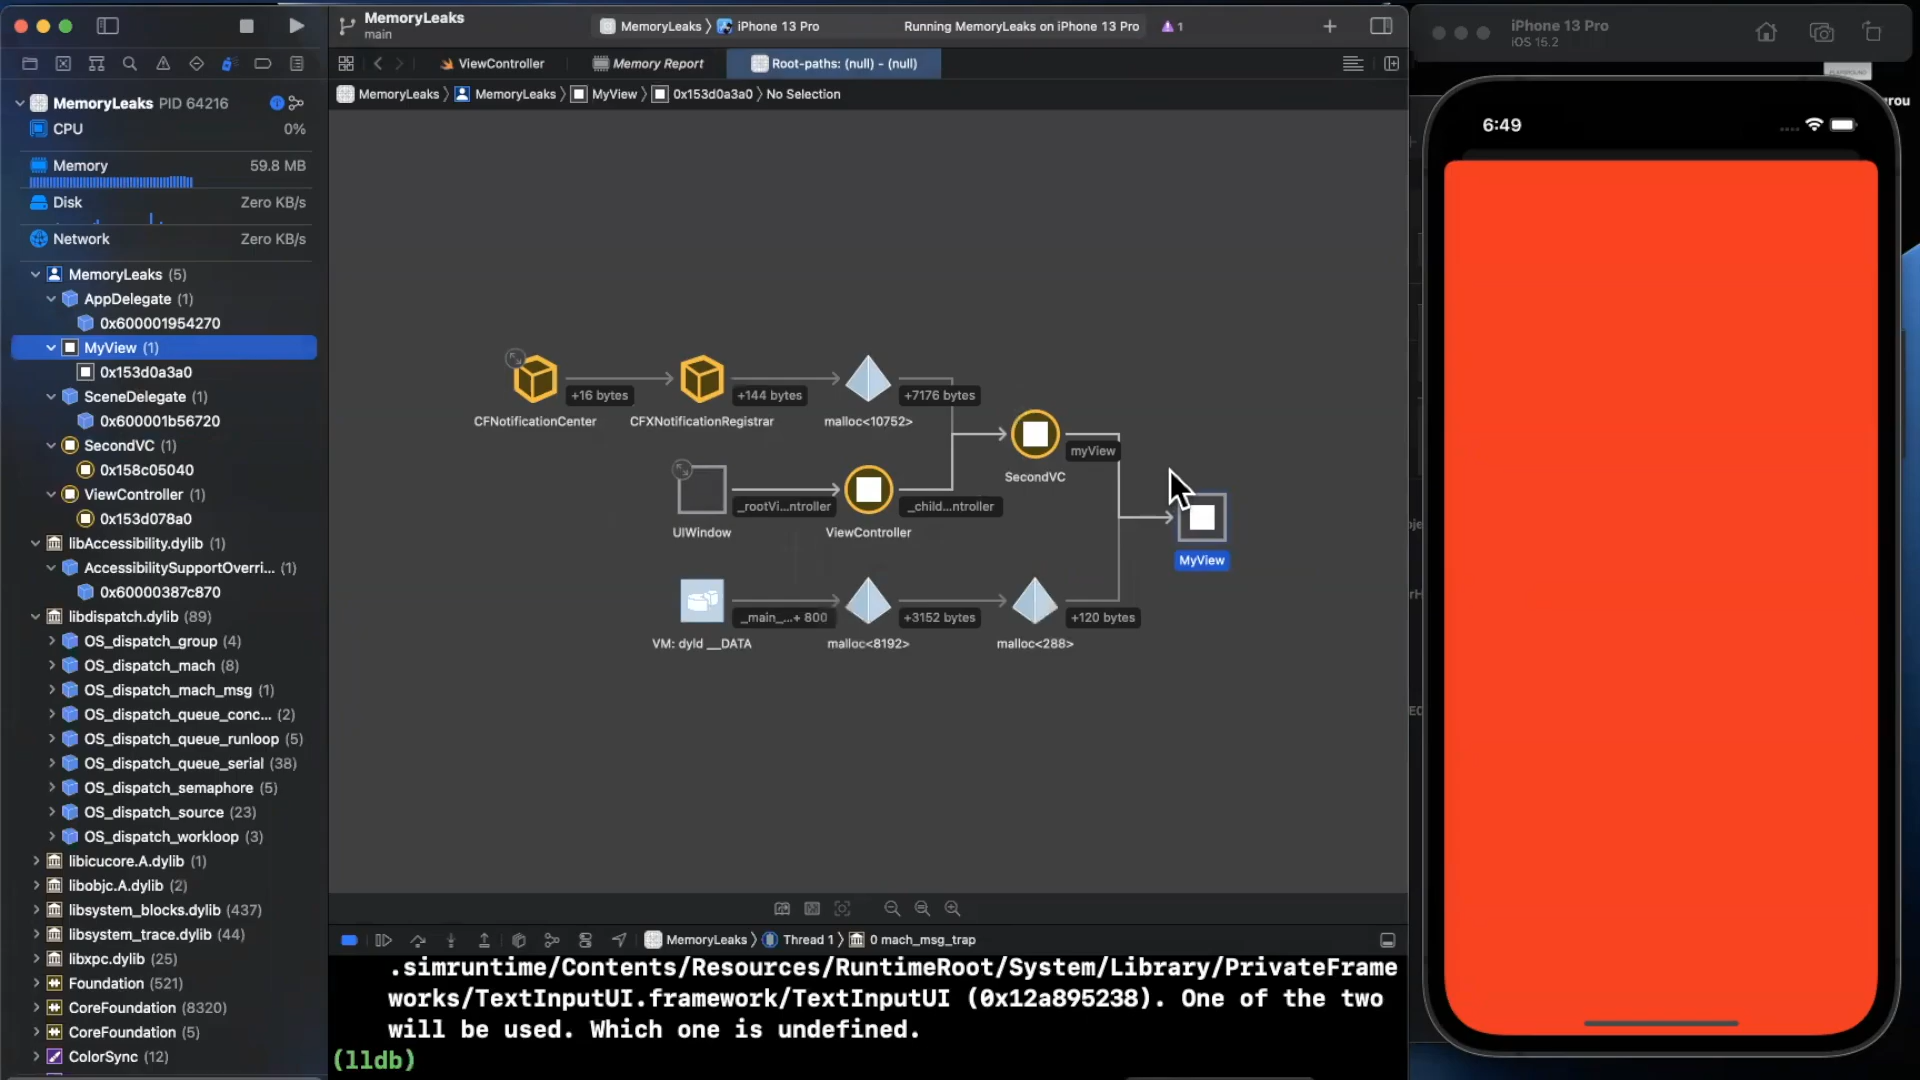 MemoryLeaks
main
MemoryLeaks
iPhone 13 Pro
Running MemoryLeaks on iPhone 13 Pro
1
iPhone 13 Pro
iOS 15.2
ViewController
Memory Report
Root-paths: (null) - (null)
MemoryLeaks
MemoryLeaks
MyView
0x153d0a3a0
No Selection
MemoryLeaks PID 64216
CPU 0%
Memory 59.8 MB
Disk Zero KB/s
Network Zero KB/s
MemoryLeaks (5)
AppDelegate (1)
0x600001954270
MyView (1)
0x153d0a3a0
SceneDelegate (1)
0x600001b56720
SecondVC (1)
0x158c05040
ViewController (1)
0x153d078a0
libAccessibility.dylib (1)
AccessibilitySupportOverri... (1)
0x60000387c870
libdispatch.dylib (89)
OS_dispatch_group (4)
OS_dispatch_mach (8)
OS_dispatch_mach_msg (1)
OS_dispatch_queue_conc... (2)
OS_dispatch_queue_runloop (5)
OS_dispatch_queue_serial (38)
OS_dispatch_semaphore (5)
OS_dispatch_source (23)
OS_dispatch_workloop (3)
libicucore.A.dylib (1)
libobjc.A.dylib (2)
libsystem_blocks.dylib (437)
libsystem_trace.dylib (44)
libxpc.dylib (25)
Foundation (521)
CoreFoundation (8320)
CoreFoundation (5)
ColorSync (12)
+16 bytes
+144 bytes
+7176 bytes
CFNotificationCenter
CFXNotificationRegistrar
malloc<10752>
myView
SecondVC
_rootVi...ntroller
_child...ntroller
UIWindow
ViewController
MyView
_main_...+ 800
+3152 bytes
+120 bytes
VM: dyld __DATA
malloc<8192>
malloc<288>
MemoryLeaks
Thread 1
0 mach_msg_trap
.simruntime/Contents/Resources/RuntimeRoot/System/Library/PrivateFrame
works/TextInputUI.framework/TextInputUI (0x12a895238). One of the two
will be used. Which one is undefined.
(lldb)
6:49